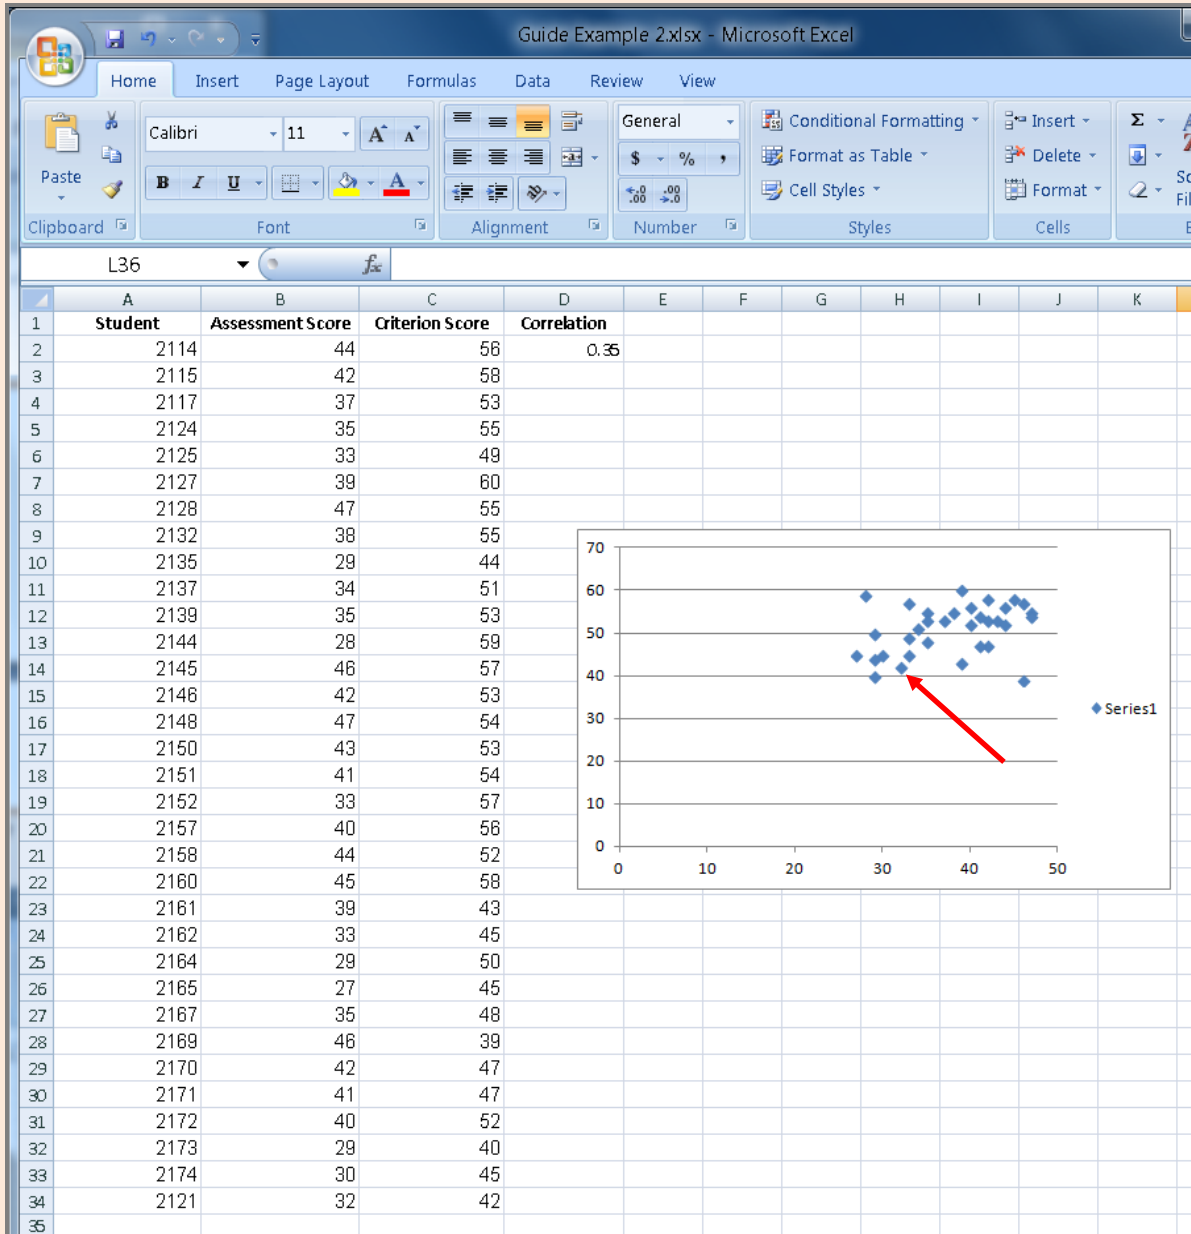 Guide Example 2.xlsx - Microsoft Excel
Home Insert Page Layout Formulas Data Review View
Calibri 11 A A General Conditional Formatting Insert Σ
Paste B I U A $ % , Format as Table Delete
.0 .00 .00 .0 Cell Styles Format
Clipboard Font Alignment Number Styles Cells
L36 fx
A B C D E F G H I J K
1 Student Assessment Score Criterion Score Correlation
2 2114 44 56 0.35
3 2115 42 58
4 2117 37 53
5 2124 35 55
6 2125 33 49
7 2127 39 60
8 2128 47 55
9 2132 38 55
10 2135 29 44
11 2137 34 51
12 2139 35 53
13 2144 28 59
14 2145 46 57
15 2146 42 53
16 2148 47 54
17 2150 43 53
18 2151 41 54
19 2152 33 57
20 2157 40 56
21 2158 44 52
22 2160 45 58
23 2161 39 43
24 2162 33 45
25 2164 29 50
26 2165 27 45
27 2167 35 48
28 2169 46 39
29 2170 42 47
30 2171 41 47
31 2172 40 52
32 2173 29 40
33 2174 30 45
34 2121 32 42
35
70
60
50
40
30
Series1
20
10
0
0 10 20 30 40 50